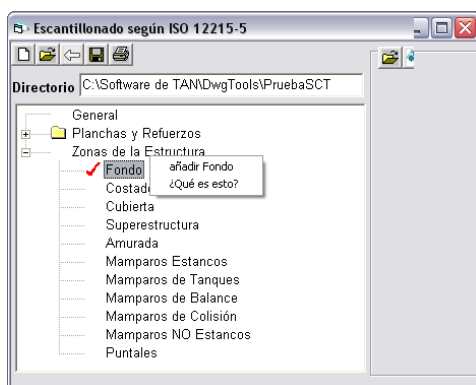 Escantillonado según ISO 12215-5
Directorio C:\Software de TAN\DwgTools\PruebaSCT
General
Planchas y Refuerzos
Zonas de la Estructura
Fondo
añadir Fondo
¿Qué es esto?
Cubierta
Superestructura
Amurada
Mamparos Estancos
Mamparos de Tanques
Mamparos de Balance
Mamparos de Colisión
Mamparos NO Estancos
Puntales